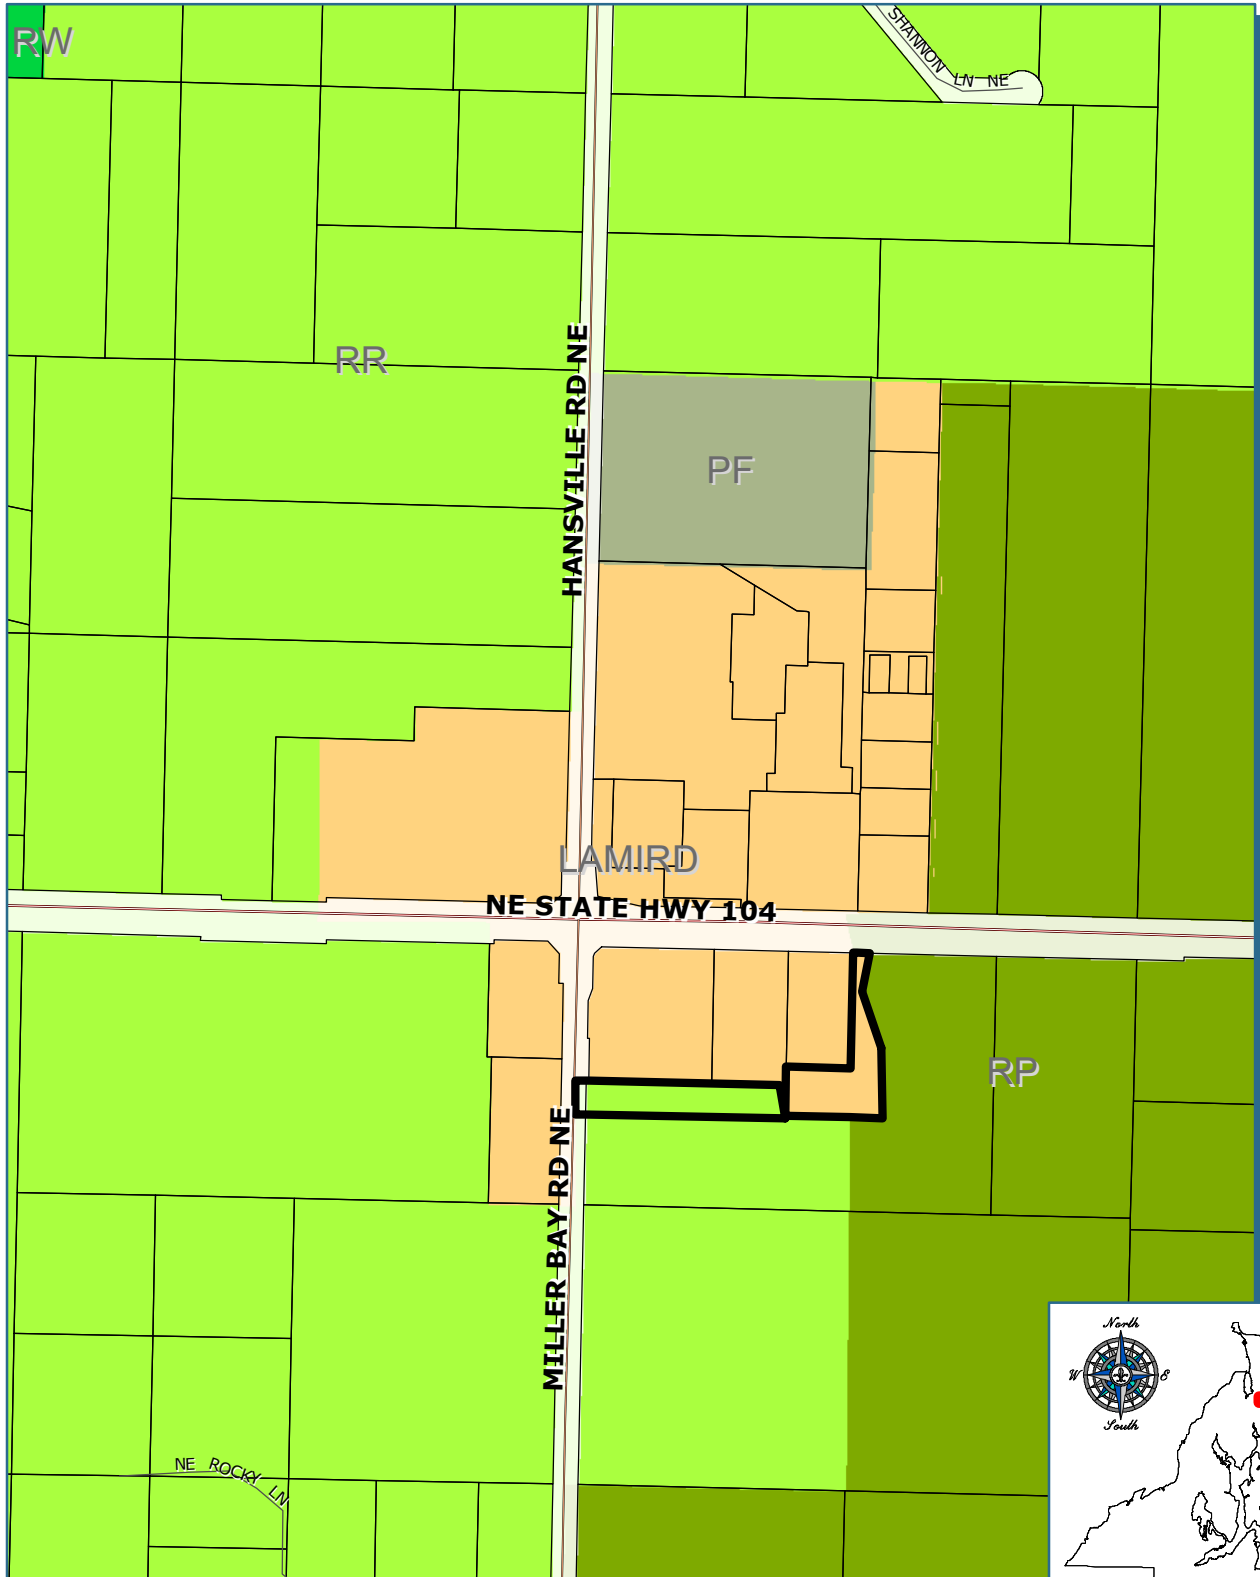 RW
SHANNON LN NE
HANSVILLE RD NE
RR
PF
LAMIRD
NE STATE HWY 104
RP
MILLER BAY RD NE
NE ROCKY LN
North
W
E
South